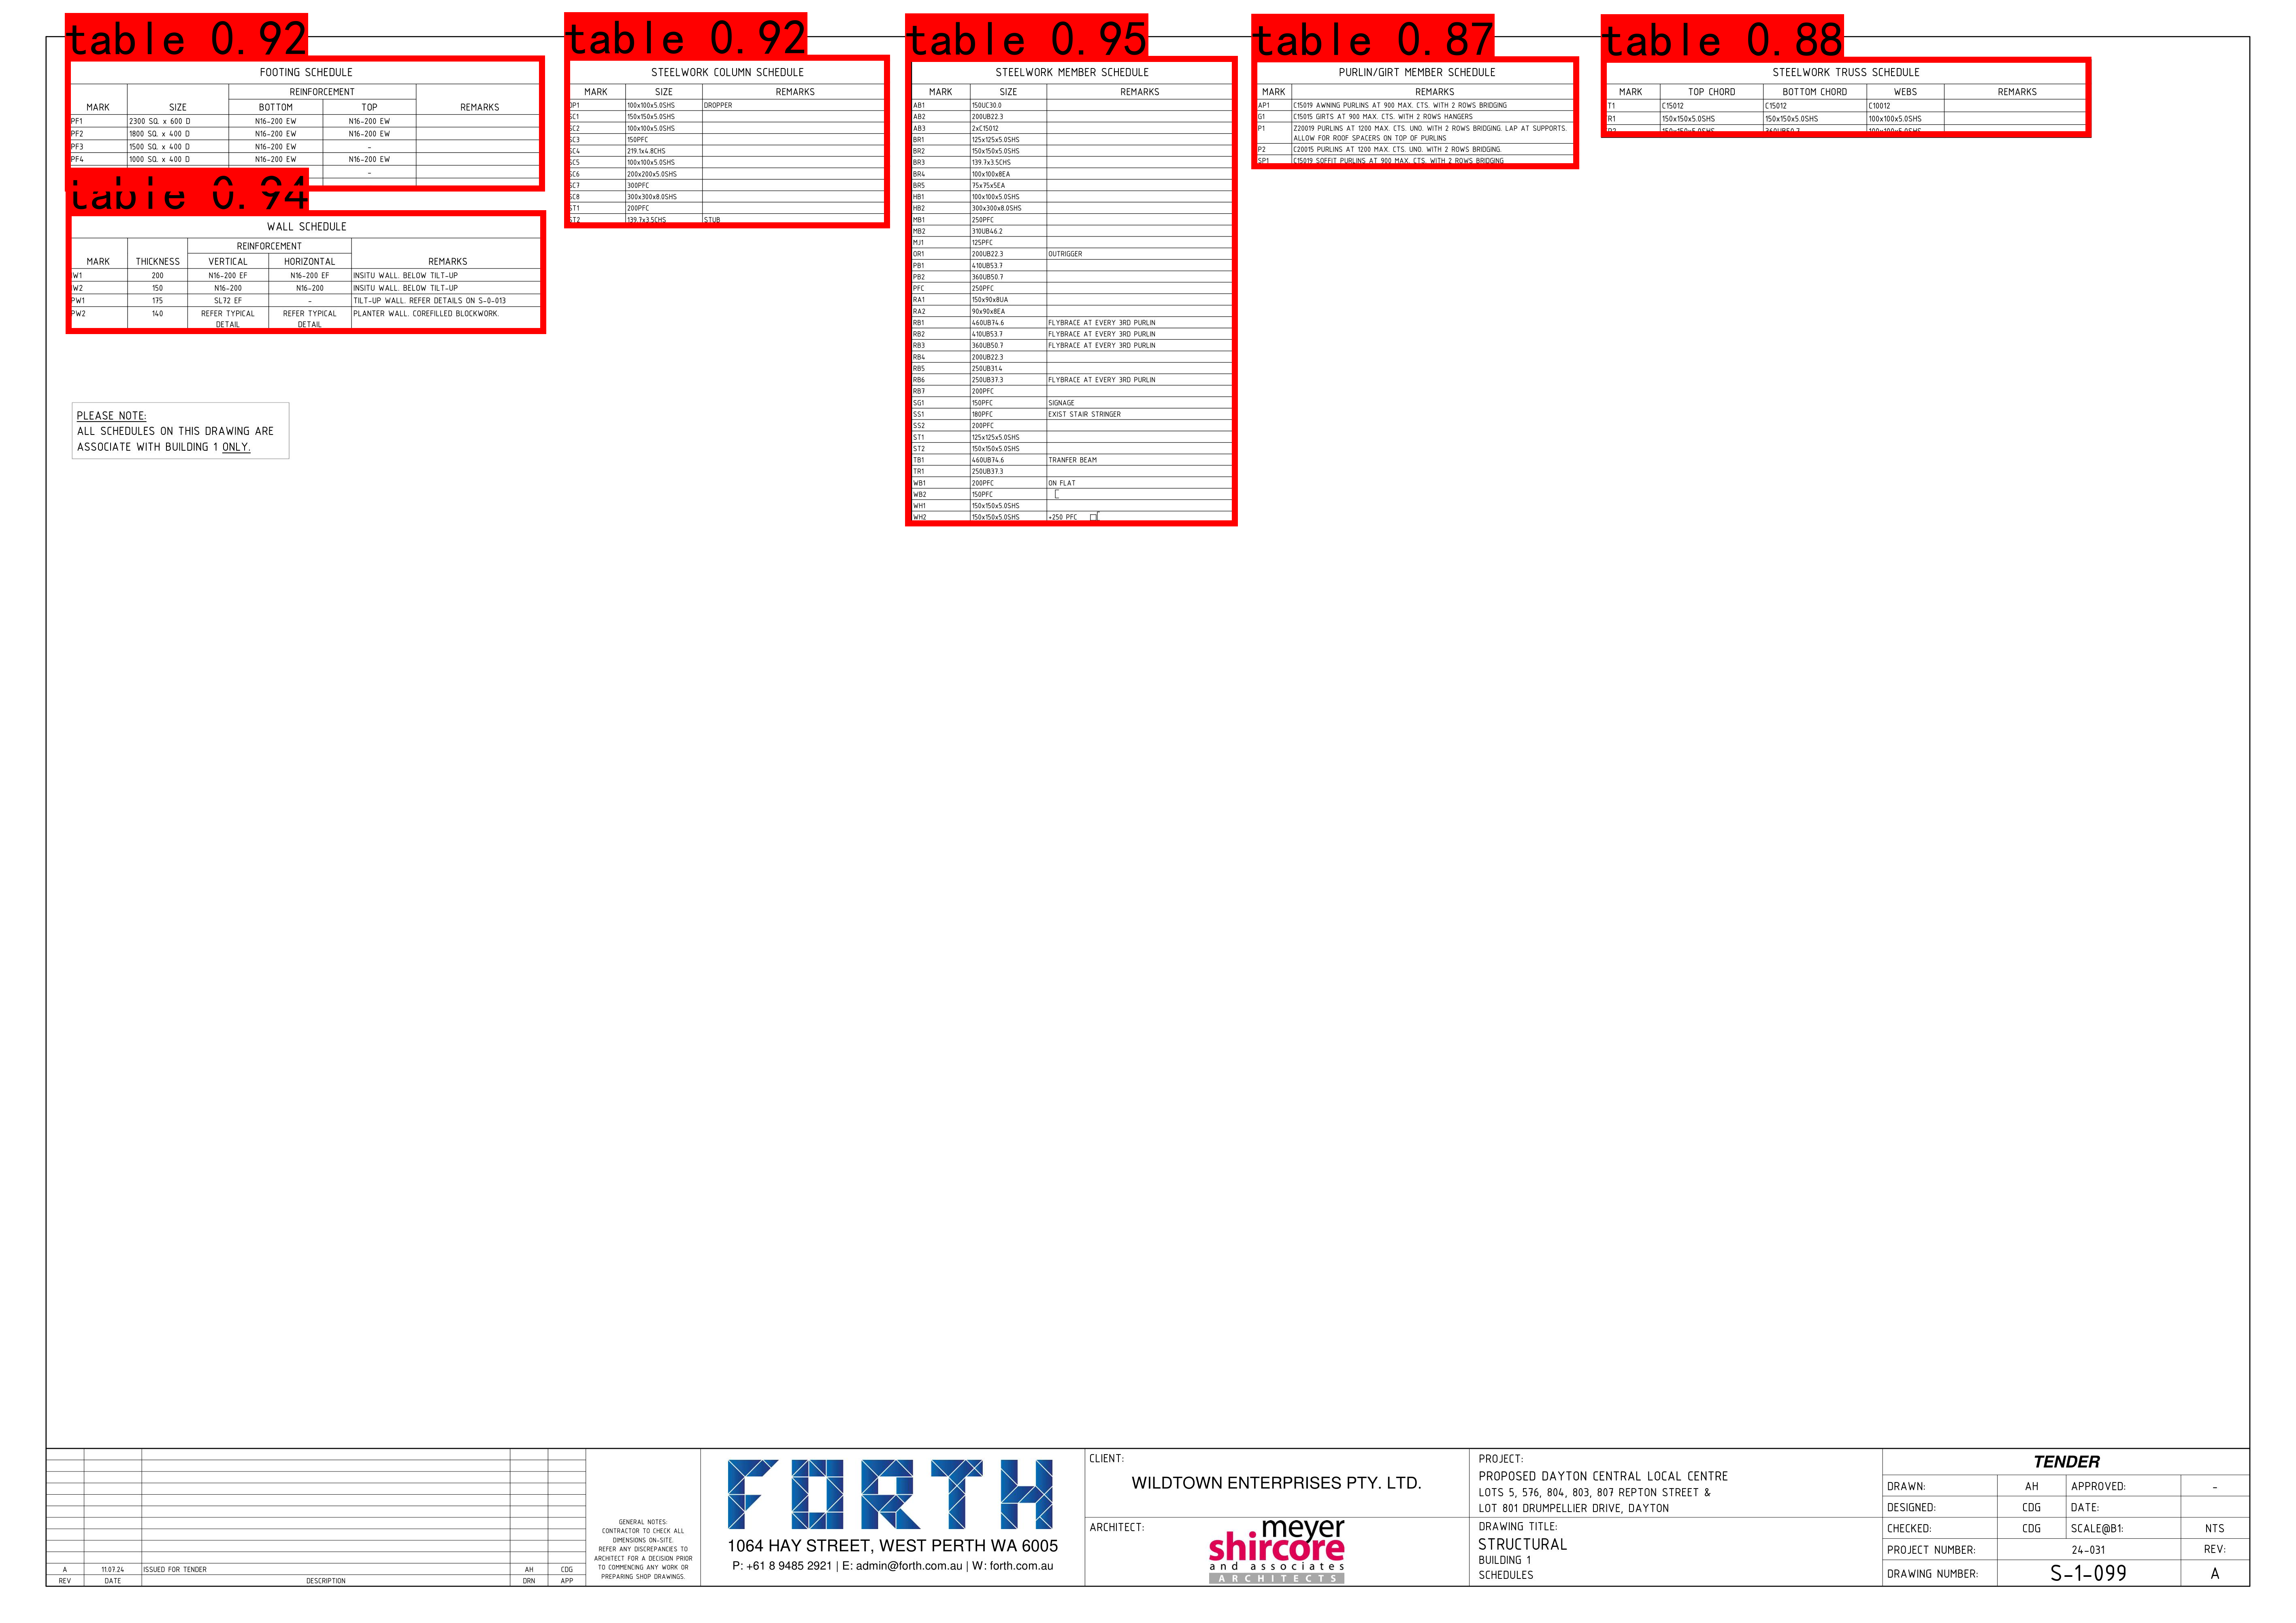 table 0.92
FOOTING SCHEDULE
REINFORCEMENT
MARK SIZE BOTTOM TOP REMARKS
PF1 2300 SQ. x 600 D N16-200 EW N16-200 EW
PF2 1800 SQ. x 400 D N16-200 EW N16-200 EW
PF3 1500 SQ. x 400 D N16-200 EW -
PF4 1000 SQ. x 400 D N16-200 EW N16-200 EW
-
table 0.94
WALL SCHEDULE
REINFORCEMENT
MARK THICKNESS VERTICAL HORIZONTAL REMARKS
IW1 200 N16-200 EF N16-200 EF INSITU WALL. BELOW TILT-UP
IW2 150 N16-200 N16-200 INSITU WALL. BELOW TILT-UP
PW1 175 SL72 EF - TILT-UP WALL. REFER DETAILS ON S-0-013
PW2 140 REFER TYPICAL REFER TYPICAL PLANTER WALL. COREFILLED BLOCKWORK.
DETAIL DETAIL
PLEASE NOTE:
ALL SCHEDULES ON THIS DRAWING ARE
ASSOCIATE WITH BUILDING 1 ONLY.
table 0.92
STEELWORK COLUMN SCHEDULE
MARK SIZE REMARKS
DP1 100x100x5.0SHS DROPPER
SC1 150x150x5.0SHS
SC2 100x100x5.0SHS
SC3 150PFC
SC4 219.1x4.8CHS
SC5 100x100x5.0SHS
SC6 200x200x5.0SHS
SC7 300PFC
SC8 300x300x8.0SHS
ST1 200PFC
ST2 139.7x3.5CHS STUB
table 0.95
STEELWORK MEMBER SCHEDULE
MARK SIZE REMARKS
AB1 150UC30.0
AB2 200UB22.3
AB3 2xC15012
BR1 125x125x5.0SHS
BR2 150x150x5.0SHS
BR3 139.7x3.5CHS
BR4 100x100x8EA
BR5 75x75x5EA
HB1 100x100x5.0SHS
HB2 300x300x8.0SHS
MB1 250PFC
MB2 310UB46.2
MJ1 125PFC
OR1 200UB22.3 OUTRIGGER
PB1 410UB53.7
PB2 360UB50.7
PFC 250PFC
RA1 150x90x8UA
RA2 90x90x8EA
RB1 460UB74.6 FLYBRACE AT EVERY 3RD PURLIN
RB2 410UB53.7 FLYBRACE AT EVERY 3RD PURLIN
RB3 360UB50.7 FLYBRACE AT EVERY 3RD PURLIN
RB4 200UB22.3
RB5 250UB31.4
RB6 250UB37.3 FLYBRACE AT EVERY 3RD PURLIN
RB7 200PFC
SG1 150PFC SIGNAGE
SS1 180PFC EXIST STAIR STRINGER
SS2 200PFC
ST1 125x125x5.0SHS
ST2 150x150x5.0SHS
TB1 460UB74.6 TRANFER BEAM
TR1 250UB37.3
WB1 200PFC ON FLAT
WB2 150PFC
WH1 150x150x5.0SHS
WH2 150x150x5.0SHS +250 PFC
table 0.87
PURLIN/GIRT MEMBER SCHEDULE
MARK REMARKS
AP1 C15019 AWNING PURLINS AT 900 MAX. CTS. WITH 2 ROWS BRIDGING
G1 C15015 GIRTS AT 900 MAX. CTS. WITH 2 ROWS HANGERS
P1 Z20019 PURLINS AT 1200 MAX. CTS. UNO. WITH 2 ROWS BRIDGING. LAP AT SUPPORTS.
ALLOW FOR ROOF SPACERS ON TOP OF PURLINS
P2 C20015 PURLINS AT 1200 MAX. CTS. UNO. WITH 2 ROWS BRIDGING.
SP1 C15019 SOFFIT PURLINS AT 900 MAX. CTS. WITH 2 ROWS BRIDGING
table 0.88
STEELWORK TRUSS SCHEDULE
MARK TOP CHORD BOTTOM CHORD WEBS REMARKS
T1 C15012 C15012 C10012
R1 150x150x5.0SHS 150x150x5.0SHS 100x100x5.0SHS
R2 150x150x5.0SHS 360UB50.7 100x100x5.0SHS
A 11.07.24 ISSUED FOR TENDER AH CDG
REV DATE DESCRIPTION DRN APP
GENERAL NOTES:
CONTRACTOR TO CHECK ALL
DIMENSIONS ON-SITE.
REFER ANY DISCREPANCIES TO
ARCHITECT FOR A DECISION PRIOR
TO COMMENCING ANY WORK OR
PREPARING SHOP DRAWINGS.
FORTH
1064 HAY STREET, WEST PERTH WA 6005
P: +61 8 9485 2921 | E: admin@forth.com.au | W: forth.com.au
CLIENT:
WILDTOWN ENTERPRISES PTY. LTD.
ARCHITECT:
meyer
shircore
and associates
ARCHITECTS
PROJECT:
PROPOSED DAYTON CENTRAL LOCAL CENTRE
LOTS 5, 576, 804, 803, 807 REPTON STREET &
LOT 801 DRUMPELLIER DRIVE, DAYTON
DRAWING TITLE:
STRUCTURAL
BUILDING 1
SCHEDULES
TENDER
DRAWN: AH APPROVED: -
DESIGNED: CDG DATE:
CHECKED: CDG SCALE@B1: NTS
PROJECT NUMBER: 24-031 REV:
DRAWING NUMBER: S-1-099 A